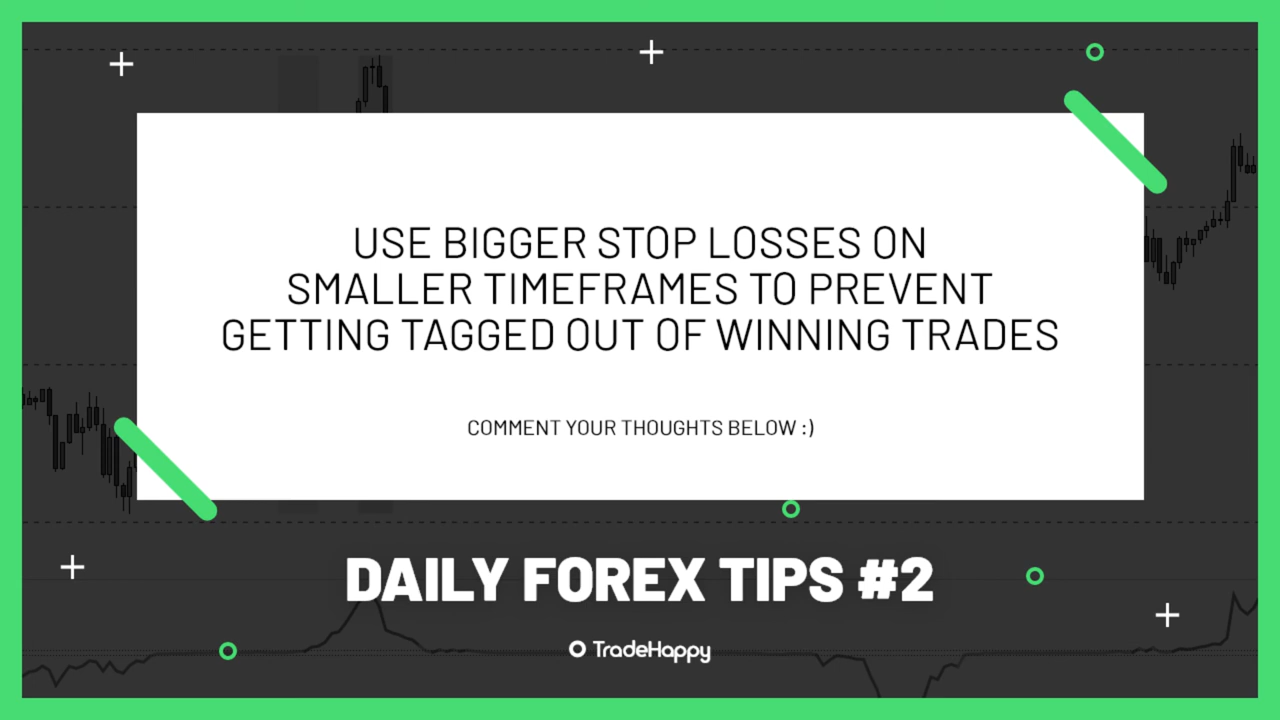 USE BIGGER STOP LOSSES ON
SMALLER TIMEFRAMES TO PREVENT
GETTING TAGGED OUT OF WINNING TRADES
COMMENT YOUR THOUGHTS BELOW :)
DAILY FOREX TIPS #2
TradeHappy